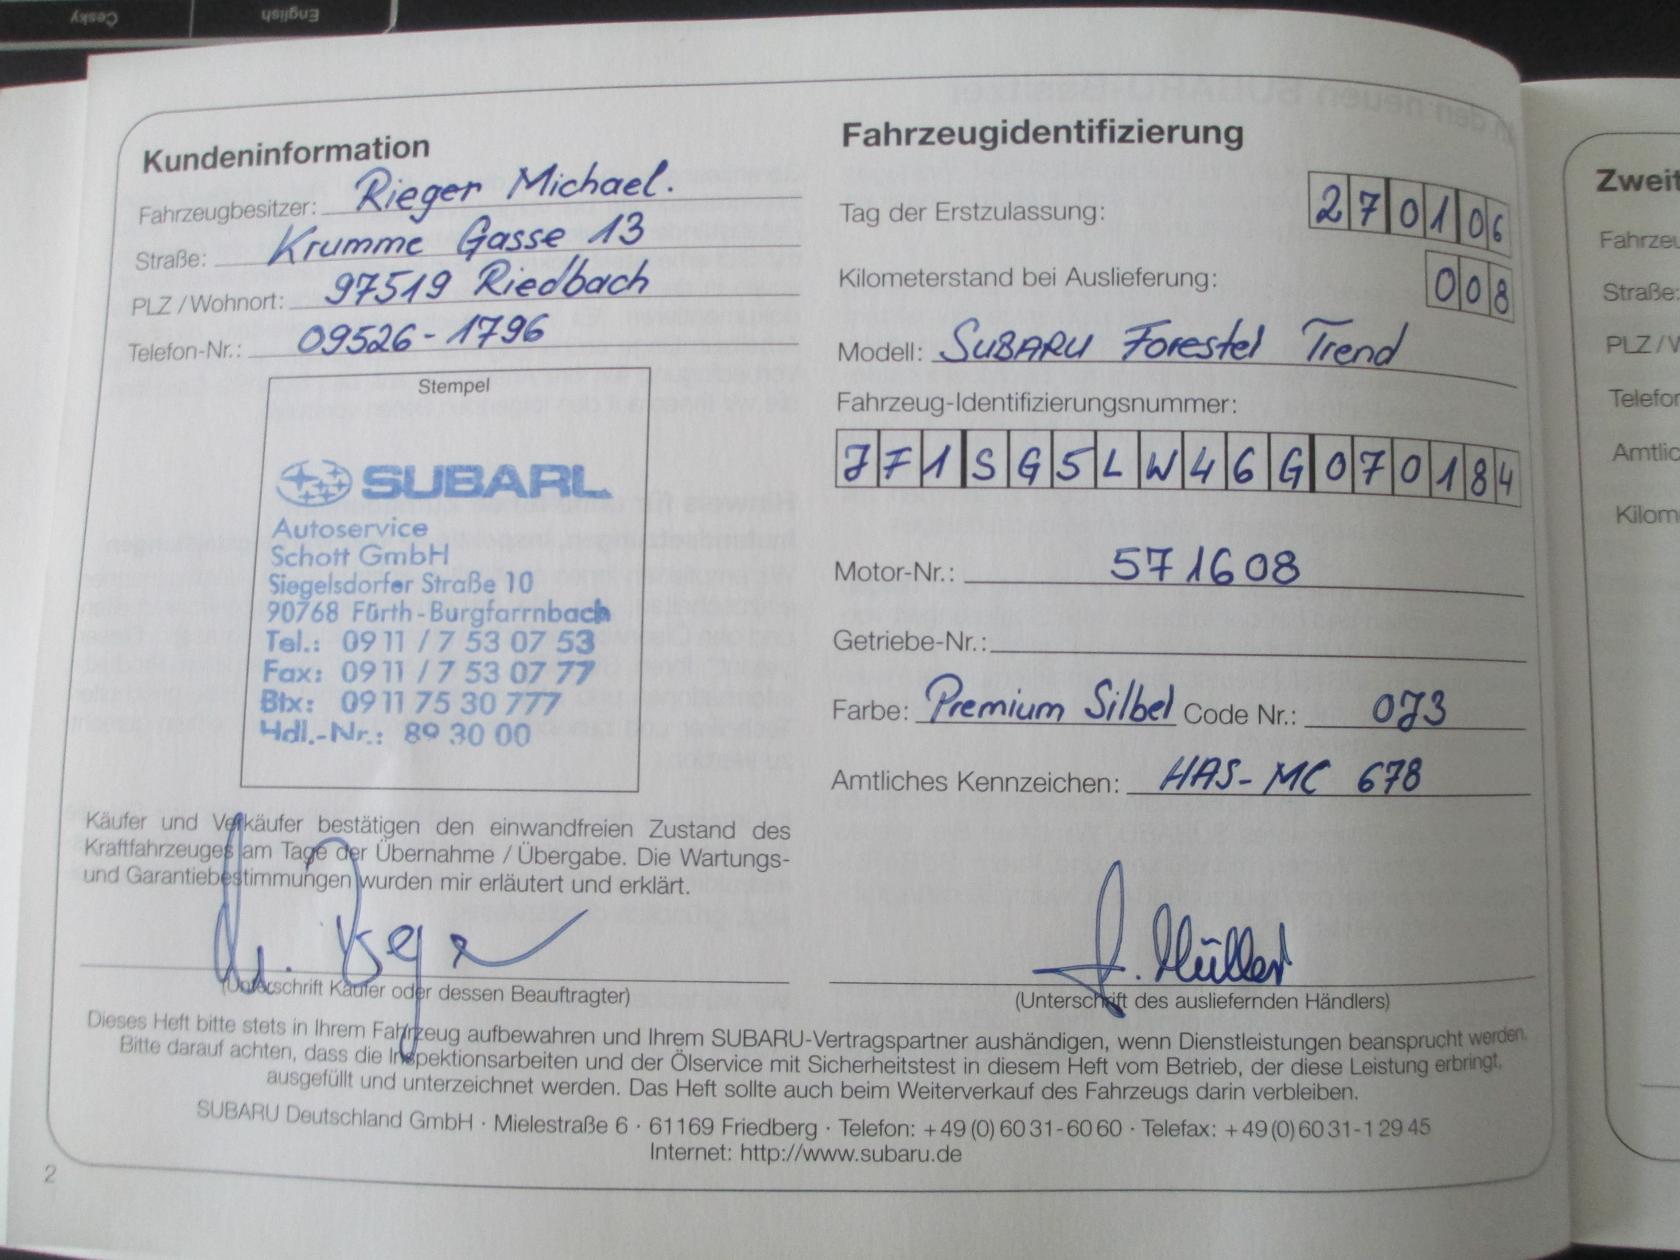 Česky
English
Kundeninformation
Fahrzeugbesitzer: Rieger Michael.
Straße: Krumme Gasse 13
PLZ / Wohnort: 97519 Riedbach
Telefon-Nr.: 09526-1796
Stempel
SUBARU
Autoservice
Schott GmbH
Siegelsdorfer Straße 10
90768 Fürth-Burgfarrnbach
Tel.: 09 11 / 7 53 07 53
Fax: 09 11 / 7 53 07 77
Btx: 09 11 75 30 777
Hdl.-Nr.: 89 30 00
Käufer und Verkäufer bestätigen den einwandfreien Zustand des
Kraftfahrzeuges am Tage der Übernahme / Übergabe. Die Wartungs-
und Garantiebestimmungen wurden mir erläutert und erklärt.
(Unterschrift Käufer oder dessen Beauftragter)
Fahrzeugidentifizierung
Tag der Erstzulassung: 270106
Kilometerstand bei Auslieferung: 008
Modell: SUBARU Forester Trend
Fahrzeug-Identifizierungsnummer:
JF1SG5LW46G070184
Motor-Nr.: 571608
Getriebe-Nr.:
Farbe: Premium Silber Code Nr.: 0J3
Amtliches Kennzeichen: HAS-MC 678
J. Müller
(Unterschrift des ausliefernden Händlers)
Dieses Heft bitte stets in Ihrem Fahrzeug aufbewahren und Ihrem SUBARU-Vertragspartner aushändigen, wenn Dienstleistungen beansprucht werden.
Bitte darauf achten, dass die Inspektionsarbeiten und der Ölservice mit Sicherheitstest in diesem Heft vom Betrieb, der diese Leistung erbringt,
ausgefüllt und unterzeichnet werden. Das Heft sollte auch beim Weiterverkauf des Fahrzeugs darin verbleiben.
SUBARU Deutschland GmbH · Mielestraße 6 · 61169 Friedberg · Telefon: +49 (0) 60 31-60 60 · Telefax: +49 (0) 60 31-1 29 45
Internet: http://www.subaru.de
2
Zweit
Fahrzeu
Straße:
PLZ / W
Telefon
Amtlic
Kilom